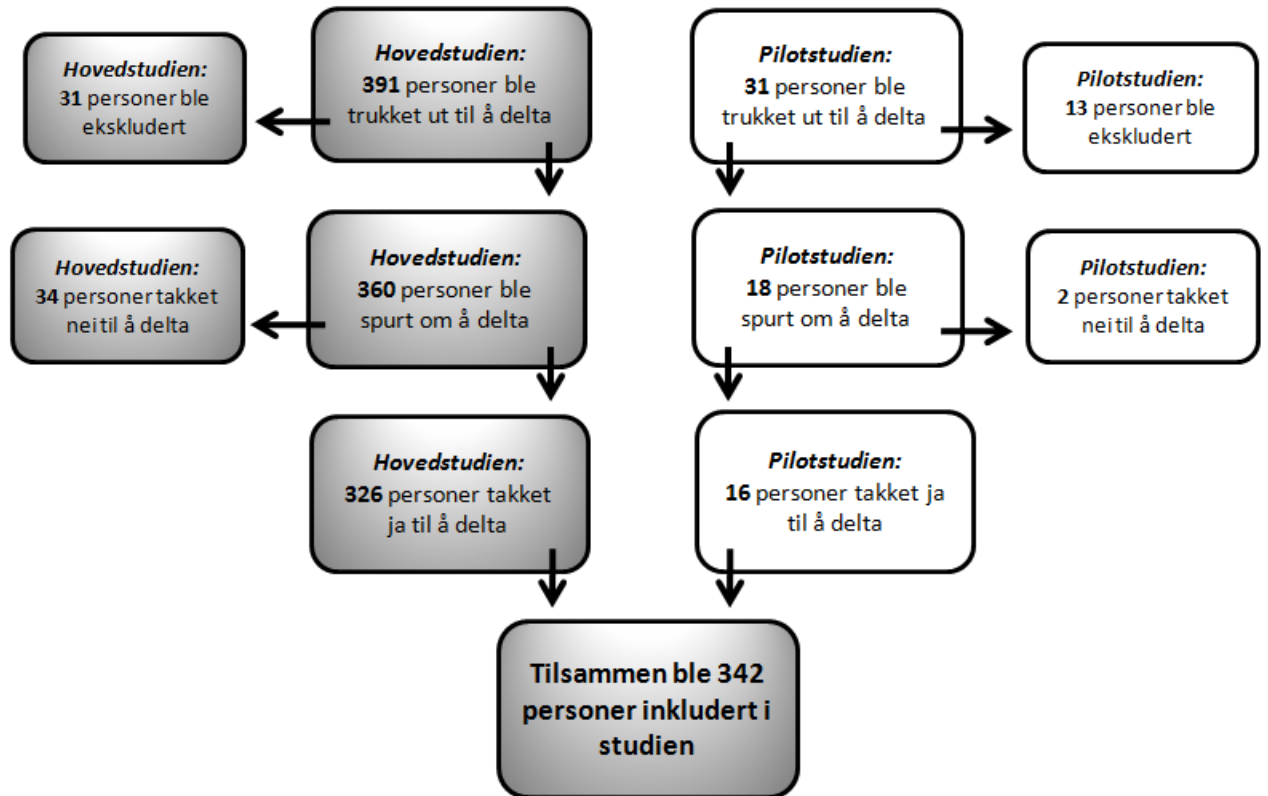 Hovedstudien:
31 personer ble
ekskludert
Hovedstudien:
391 personer ble
trukket ut til å delta
Pilotstudien:
31 personer ble
trukket ut til å delta
Pilotstudien:
13 personer ble
ekskludert
Hovedstudien:
34 personer takket
nei til å delta
Hovedstudien:
360 personer ble
spurt om å delta
Pilotstudien:
18 personer ble
spurt om å delta
Pilotstudien:
2 personer takket
nei til å delta
Hovedstudien:
326 personer takket
ja til å delta
Pilotstudien:
16 personer takket ja
til å delta
Tilsammen ble 342
personer inkludert i
studien